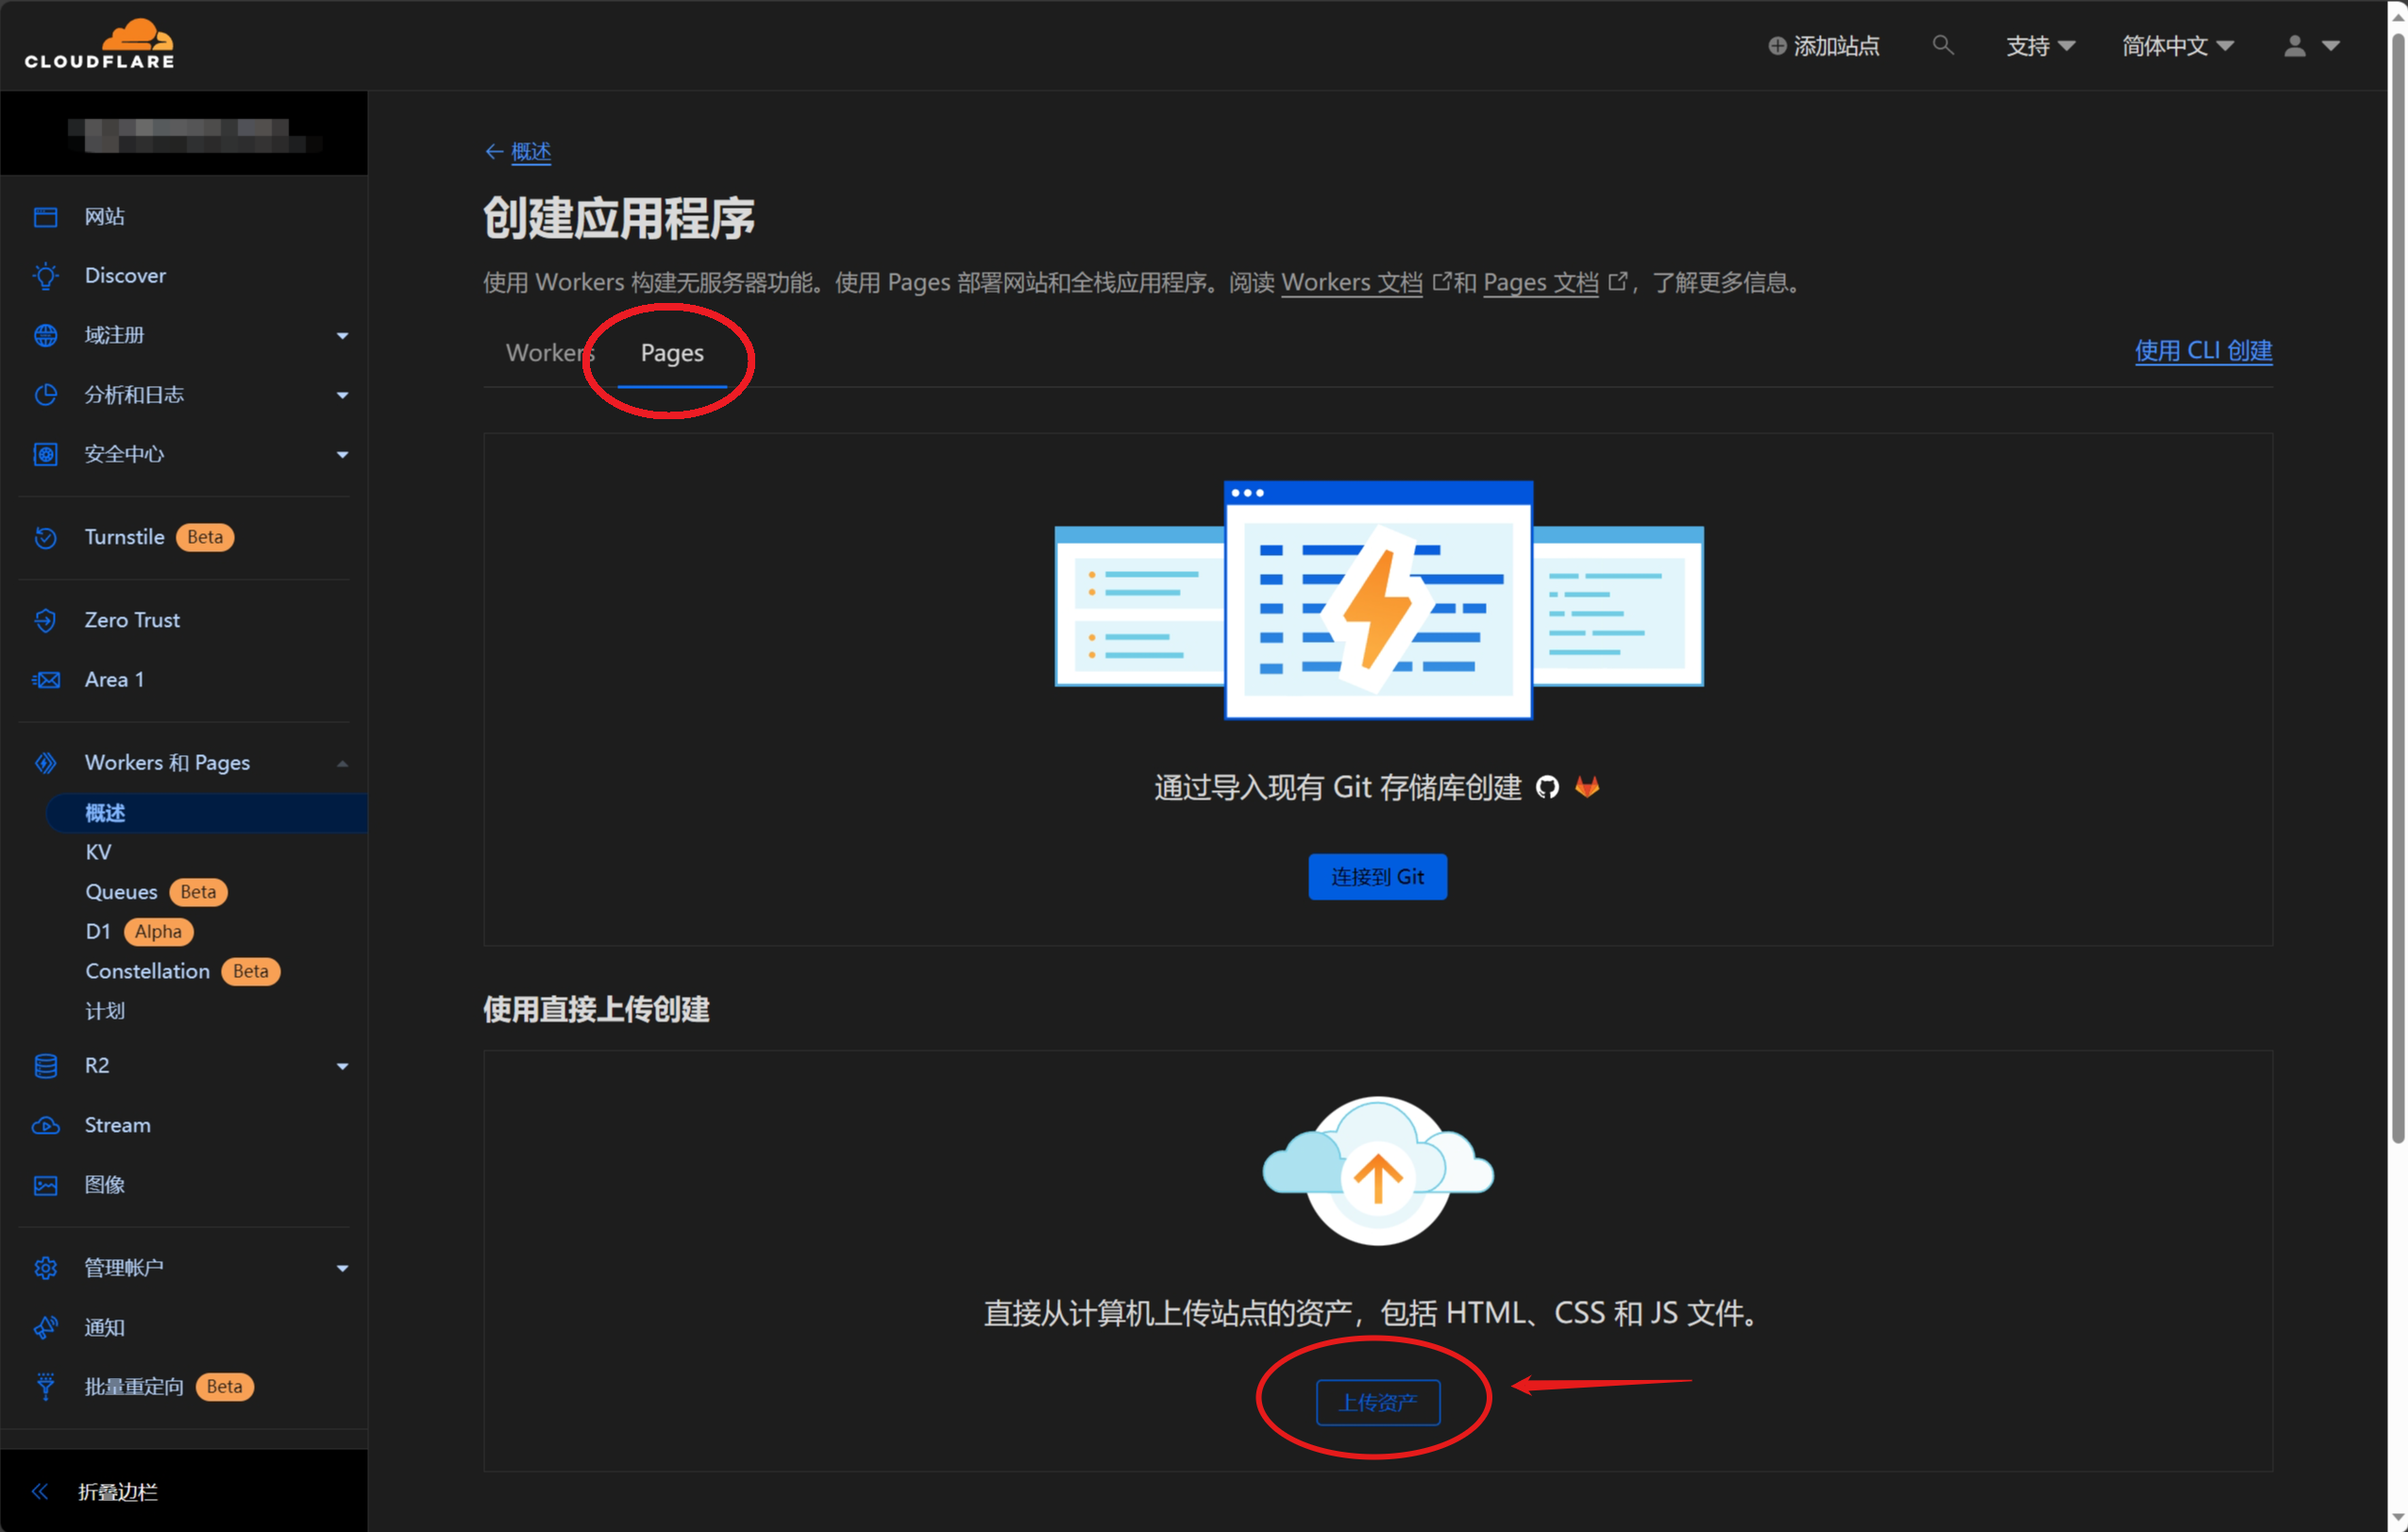 CLOUDFLARE
添加站点
支持
简体中文
网站
Discover
域注册
分析和日志
安全中心
Turnstile Beta
Zero Trust
Area 1
Workers 和 Pages
概述
KV
Queues Beta
D1 Alpha
Constellation Beta
计划
R2
Stream
图像
管理帐户
通知
批量重定向 Beta
折叠边栏
概述
创建应用程序
使用 Workers 构建无服务器功能。使用 Pages 部署网站和全栈应用程序。阅读 Workers 文档 和 Pages 文档 ，了解更多信息。
Workers Pages
使用 CLI 创建
通过导入现有 Git 存储库创建
连接到 Git
使用直接上传创建
直接从计算机上传站点的资产，包括 HTML、CSS 和 JS 文件。
上传资产